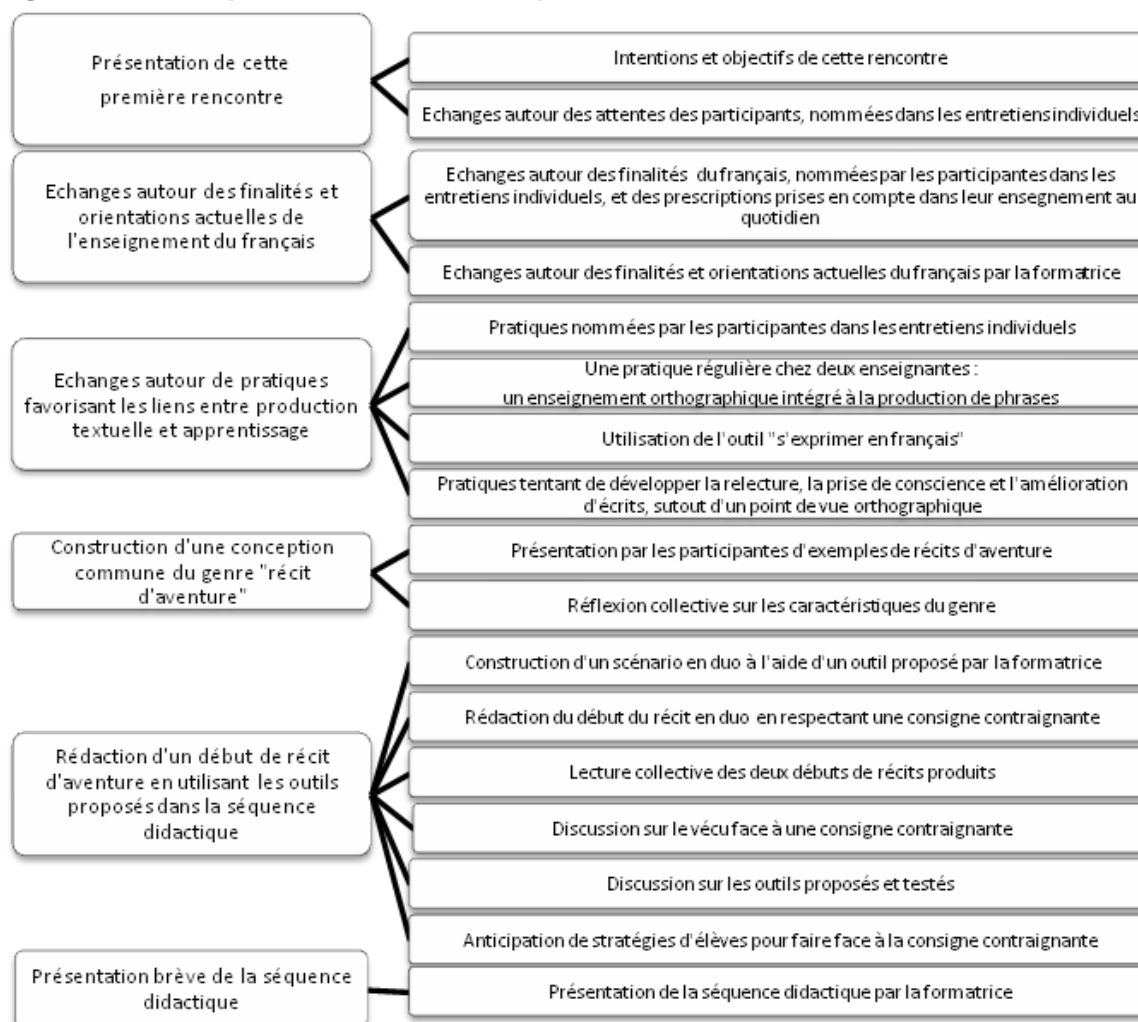 Présentation de cette
première rencontre
Intentions et objectifs de cette rencontre
Echanges autour des attentes des participants, nommées dans les entretiens individuels
Echanges autour des finalités et
orientations actuelles de
l'enseignement du français
Echanges autour des finalités du français, nommées par les participantes dans les
entretiens individuels, et des prescriptions prises en compte dans leur ensegnement au
quotidien
Echanges autour des finalités et orientations actuelles du français par la formatrice
Echanges autour de pratiques
favorisant les liens entre production
textuelle et apprentissage
Pratiques nommées par les participantes dans les entretiens individuels
Une pratique régulière chez deux enseignantes :
un enseignement orthographique intégré à la production de phrases
Utilisation de l'outil "s'exprimer en français"
Pratiques tentant de développer la relecture, la prise de conscience et l'amélioration
d'écrits, sutout d'un point de vue orthographique
Construction d'une conception
commune du genre "récit
d'aventure"
Présentation par les participantes d'exemples de récits d'aventure
Réflexion collective sur les caractéristiques du genre
Rédaction d'un début de récit
d'aventure en utilisant les outils
proposés dans la séquence
didactique
Construction d'un scénario en duo à l'aide d'un outil proposé par la formatrice
Rédaction du début du récit en duo en respectant une consigne contraignante
Lecture collective des deux débuts de récits produits
Discussion sur le vécu face à une consigne contraignante
Discussion sur les outils proposés et testés
Anticipation de stratégies d'élèves pour faire face à la consigne contraignante
Présentation brève de la séquence
didactique
Présentation de la séquence didactique par la formatrice